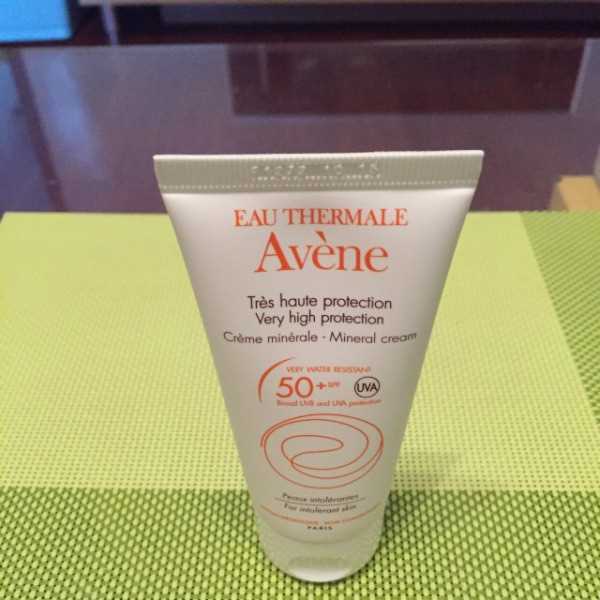 EAU THERMALE
Avène
Très haute protection
Very high protection
Crème minérale - Mineral cream
VERY WATER RESISTANT
50+ SPF UVA
Broad UVB and UVA protection
Peaux intolérantes
For intolerant skin
PARIS